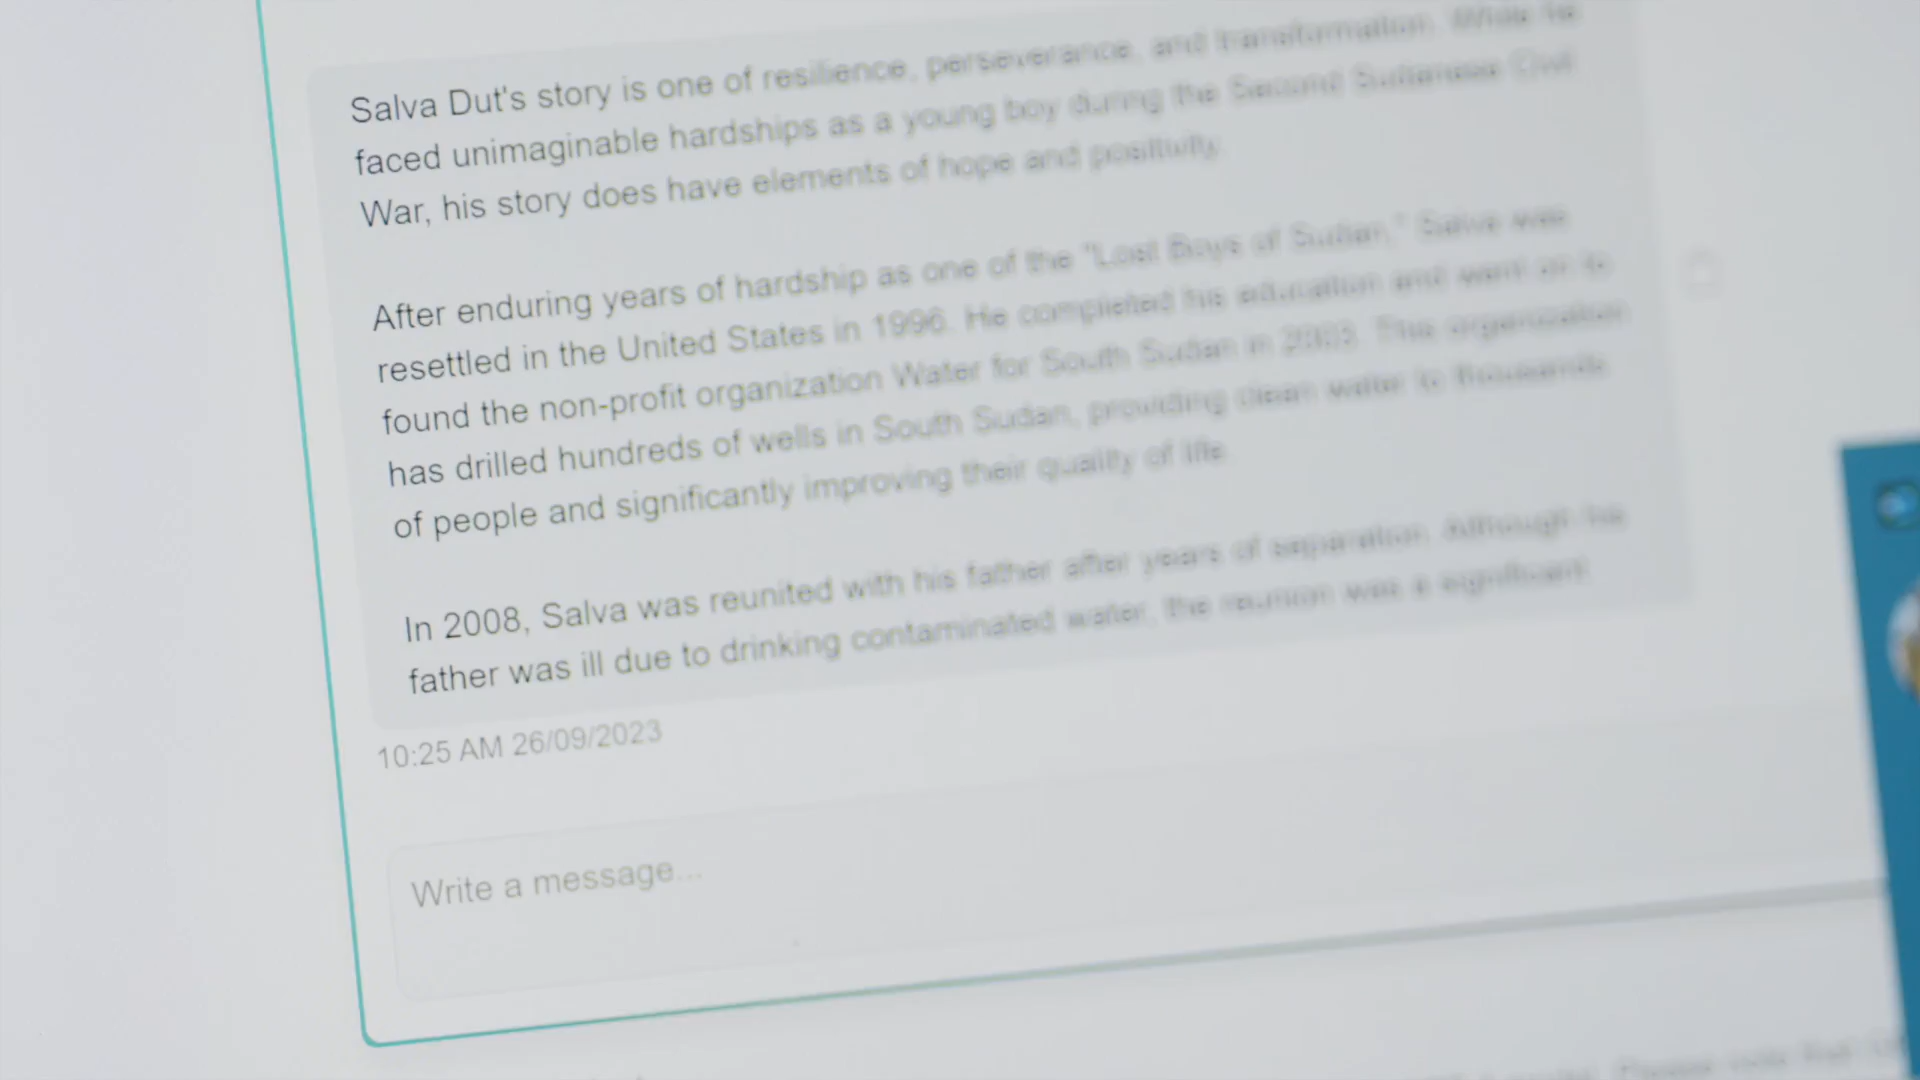 Salva Dut's story is one of resilience, perseverance, and transformation. While he
faced unimaginable hardships as a young boy during the Second Sudanese Civil
War, his story does have elements of hope and positivity.
After enduring years of hardship as one of the "Lost Boys of Sudan," Salva was
resettled in the United States in 1996. He completed his education and went on to
found the non-profit organization Water for South Sudan in 2003. This organization
has drilled hundreds of wells in South Sudan, providing clean water to thousands
of people and significantly improving their quality of life.
In 2008, Salva was reunited with his father after years of separation. Although his
father was ill due to drinking contaminated water, the reunion was a significant
10:25 AM 26/09/2023
Write a message...